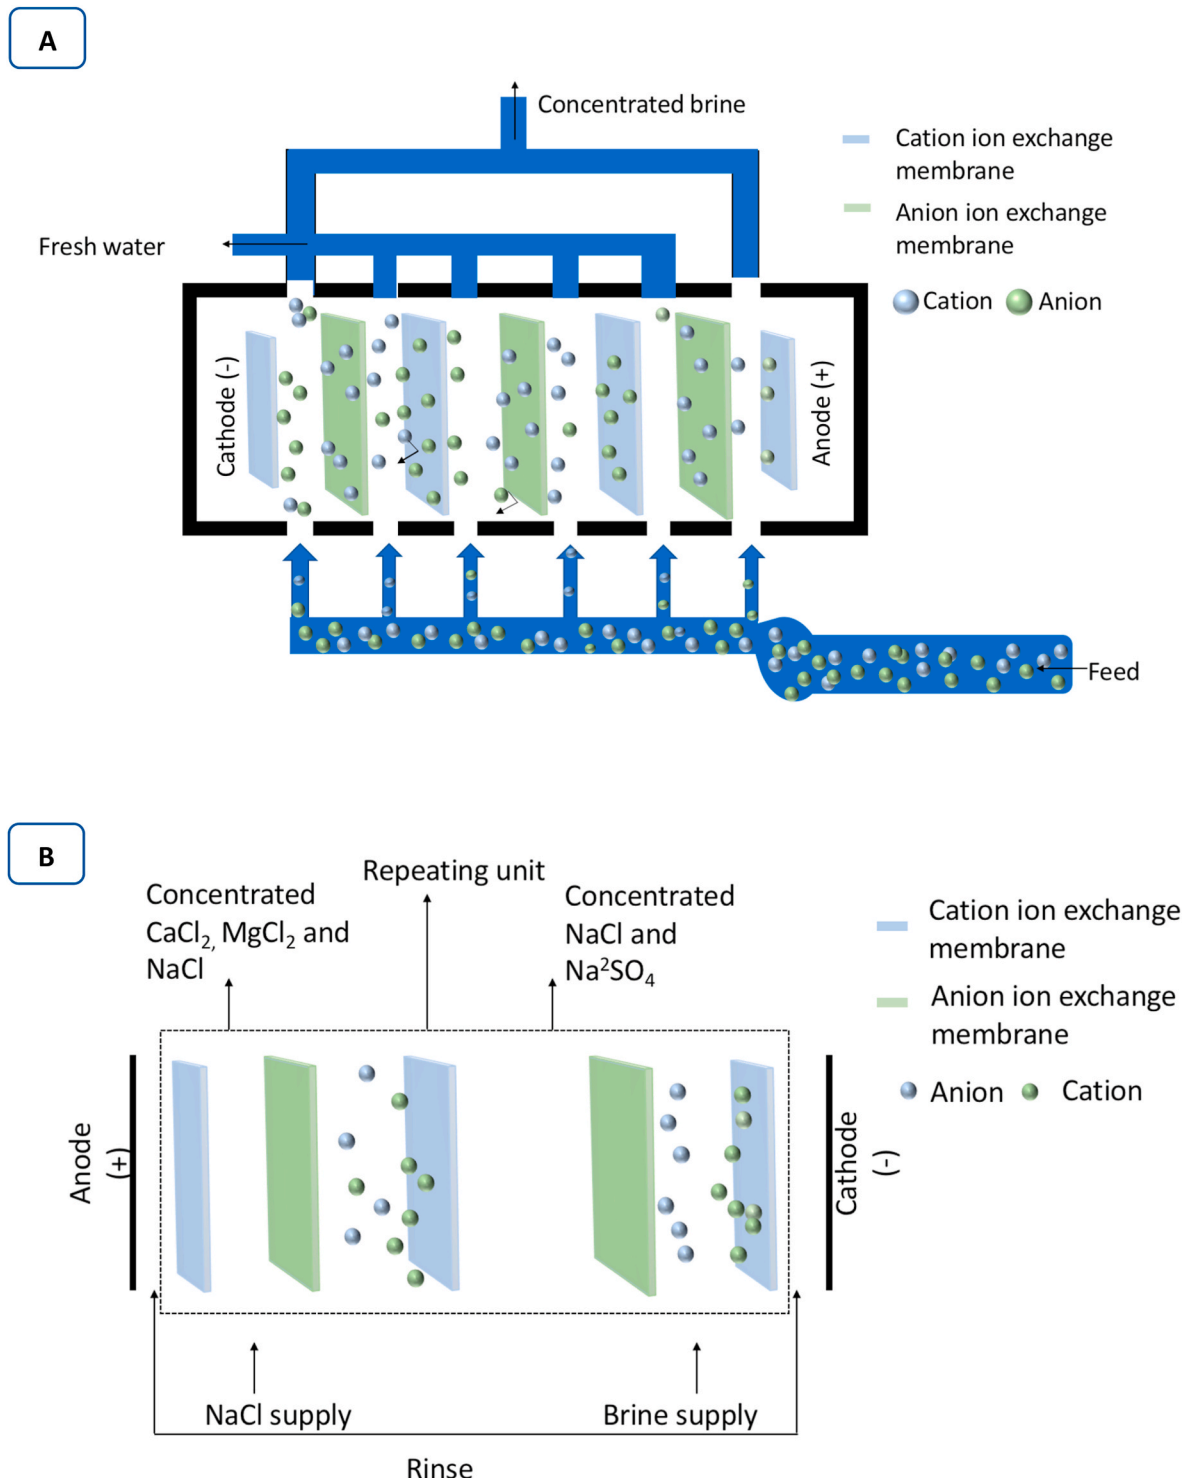 A
Concentrated brine
Cation ion exchange
membrane
Anion ion exchange
membrane
Fresh water
Cation
Anion
Cathode (-)
Anode (+)
Feed
B
Repeating unit
Concentrated
CaCl₂, MgCl₂ and
NaCl
Concentrated
NaCl and
Na²SO₄
Cation ion exchange
membrane
Anion ion exchange
membrane
Anion
Cation
Anode
(+)
Cathode
(-)
NaCl supply
Brine supply
Rinse